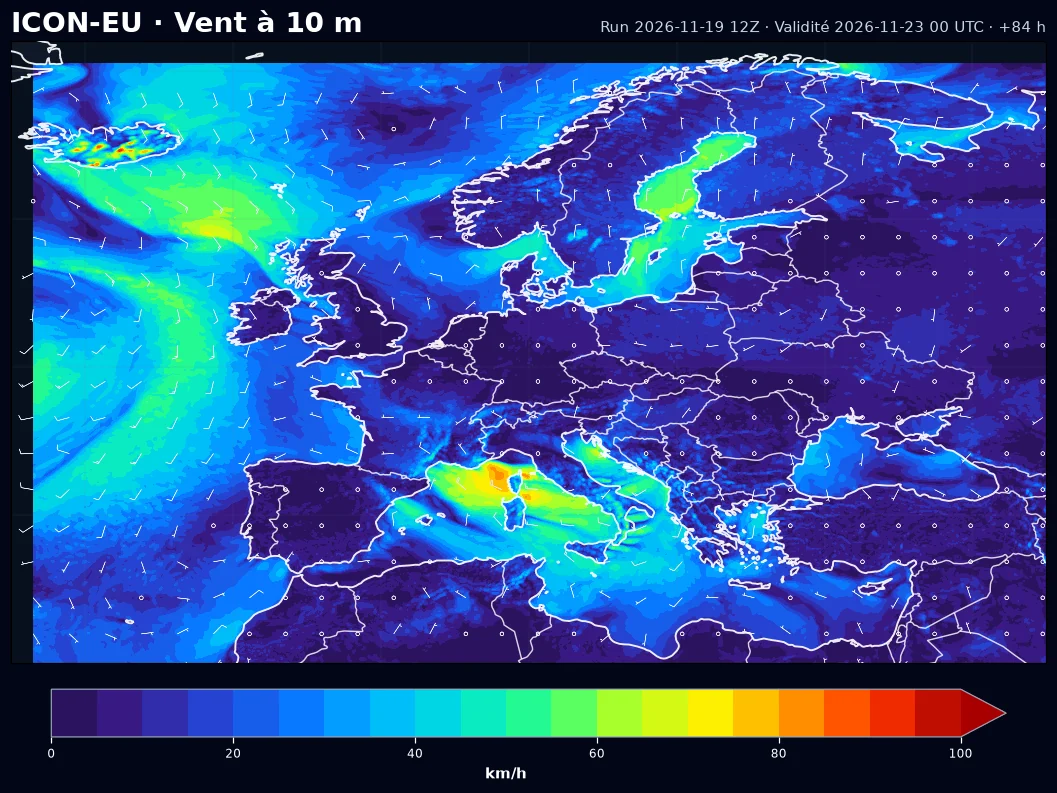 ICON-EU · Vent à 10 m
Run 2026-11-19 12Z · Validité 2026-11-23 00 UTC · +84 h
0 20 40 60 80 100
km/h